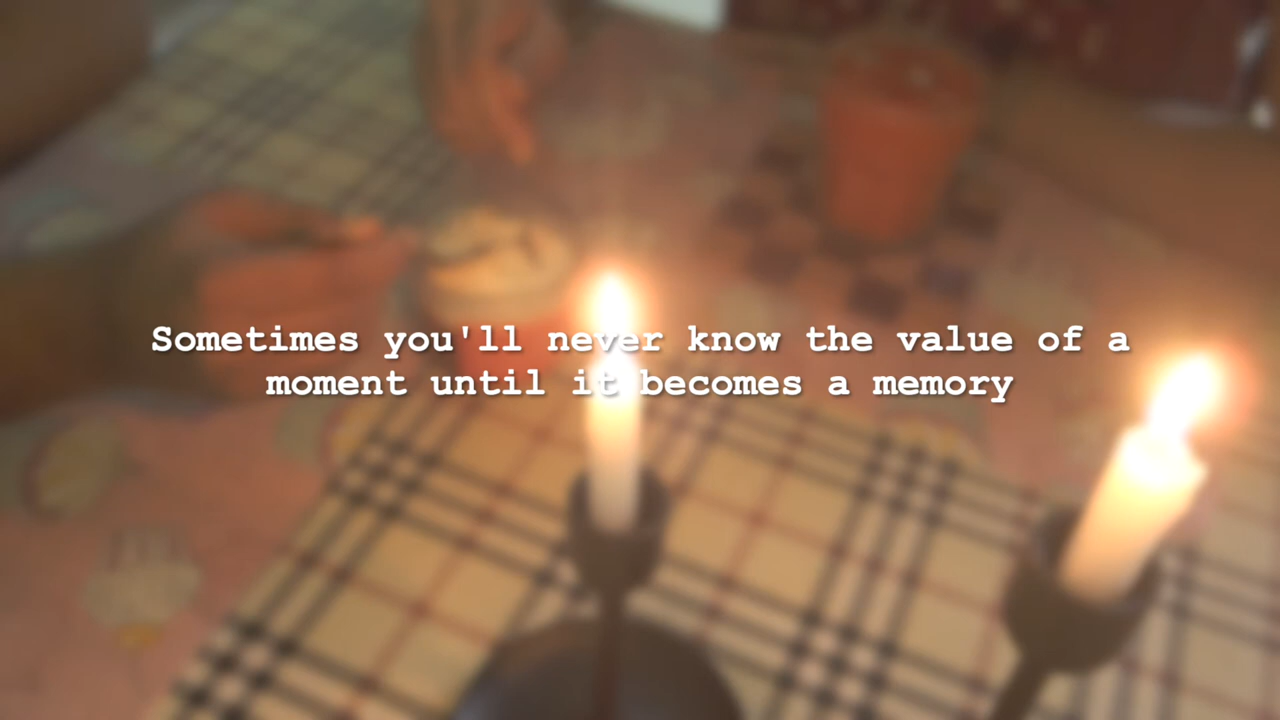 Sometimes you'll never know the value of a
moment until it becomes a memory